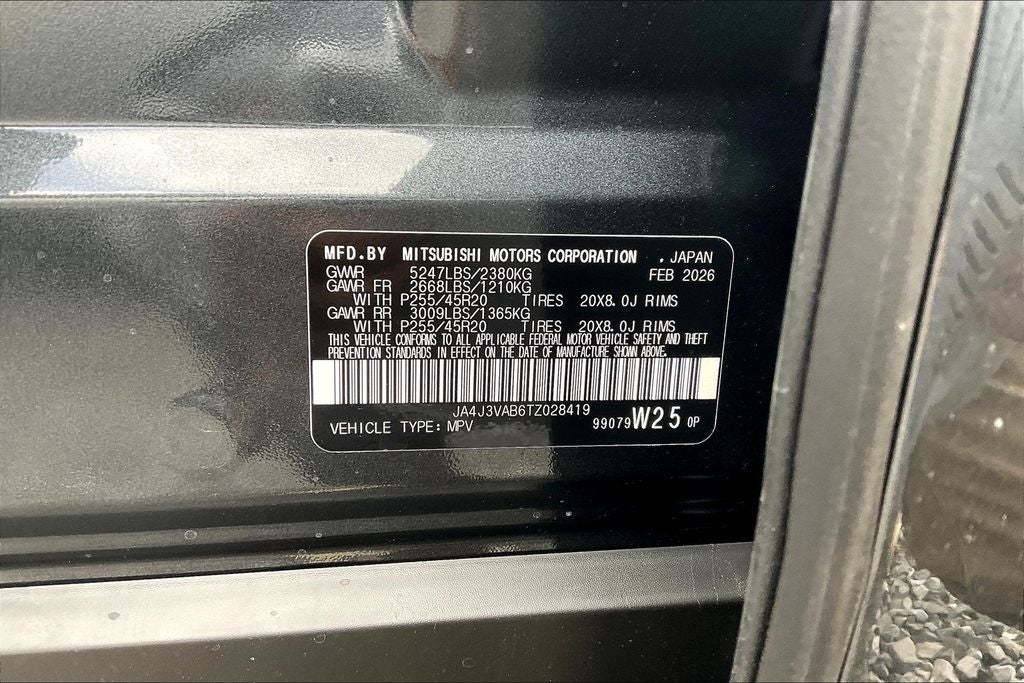 MFD.BY MITSUBISHI MOTORS CORPORATION , JAPAN
GWWR 5247LBS/2380KG FEB 2026
GAWR FR 2668LBS/1210KG
WITH P255/45R20 TIRES 20X8.0J RIMS
GAWR RR 3009LBS/1365KG
WITH P255/45R20 TIRES 20X8.0J RIMS
THIS VEHICLE CONFORMS TO ALL APPLICABLE FEDERAL MOTOR VEHICLE SAFETY AND THEFT
PREVENTION STANDARDS IN EFFECT ON THE DATE OF MANUFACTURE SHOWN ABOVE.
JA4J3VAB6TZ028419
VEHICLE TYPE: MPV 99079 W25 0P